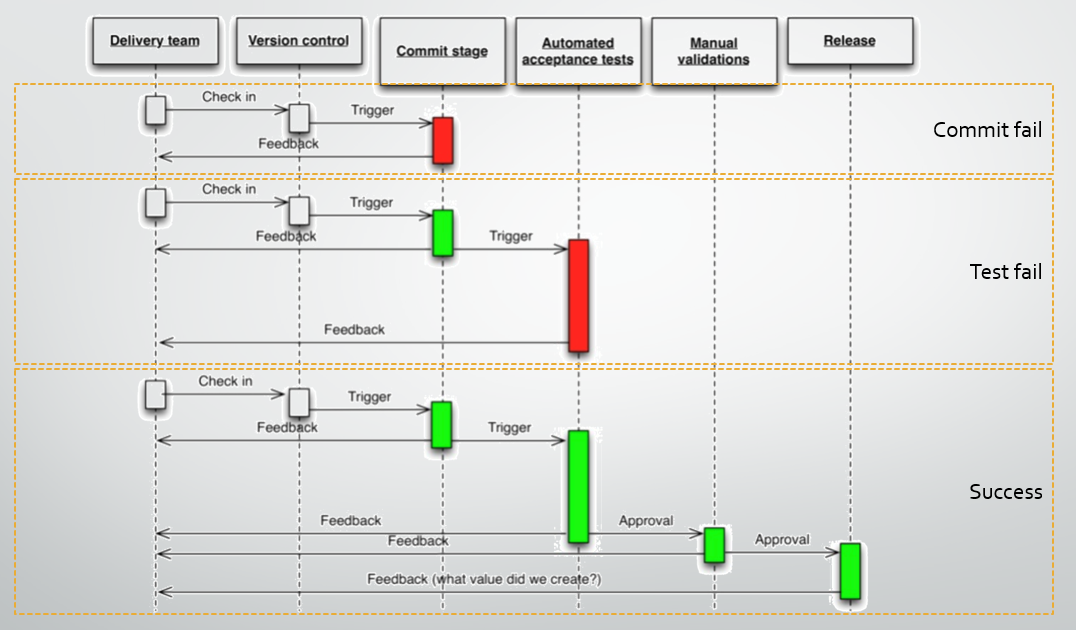 Delivery team
Version control
Commit stage
Automated
acceptance tests
Manual
validations
Release
Check in
Trigger
Feedback
Commit fail
Check in
Trigger
Feedback
Trigger
Test fail
Feedback
Check in
Trigger
Feedback
Trigger
Success
Feedback
Approval
Feedback
Approval
Feedback (what value did we create?)